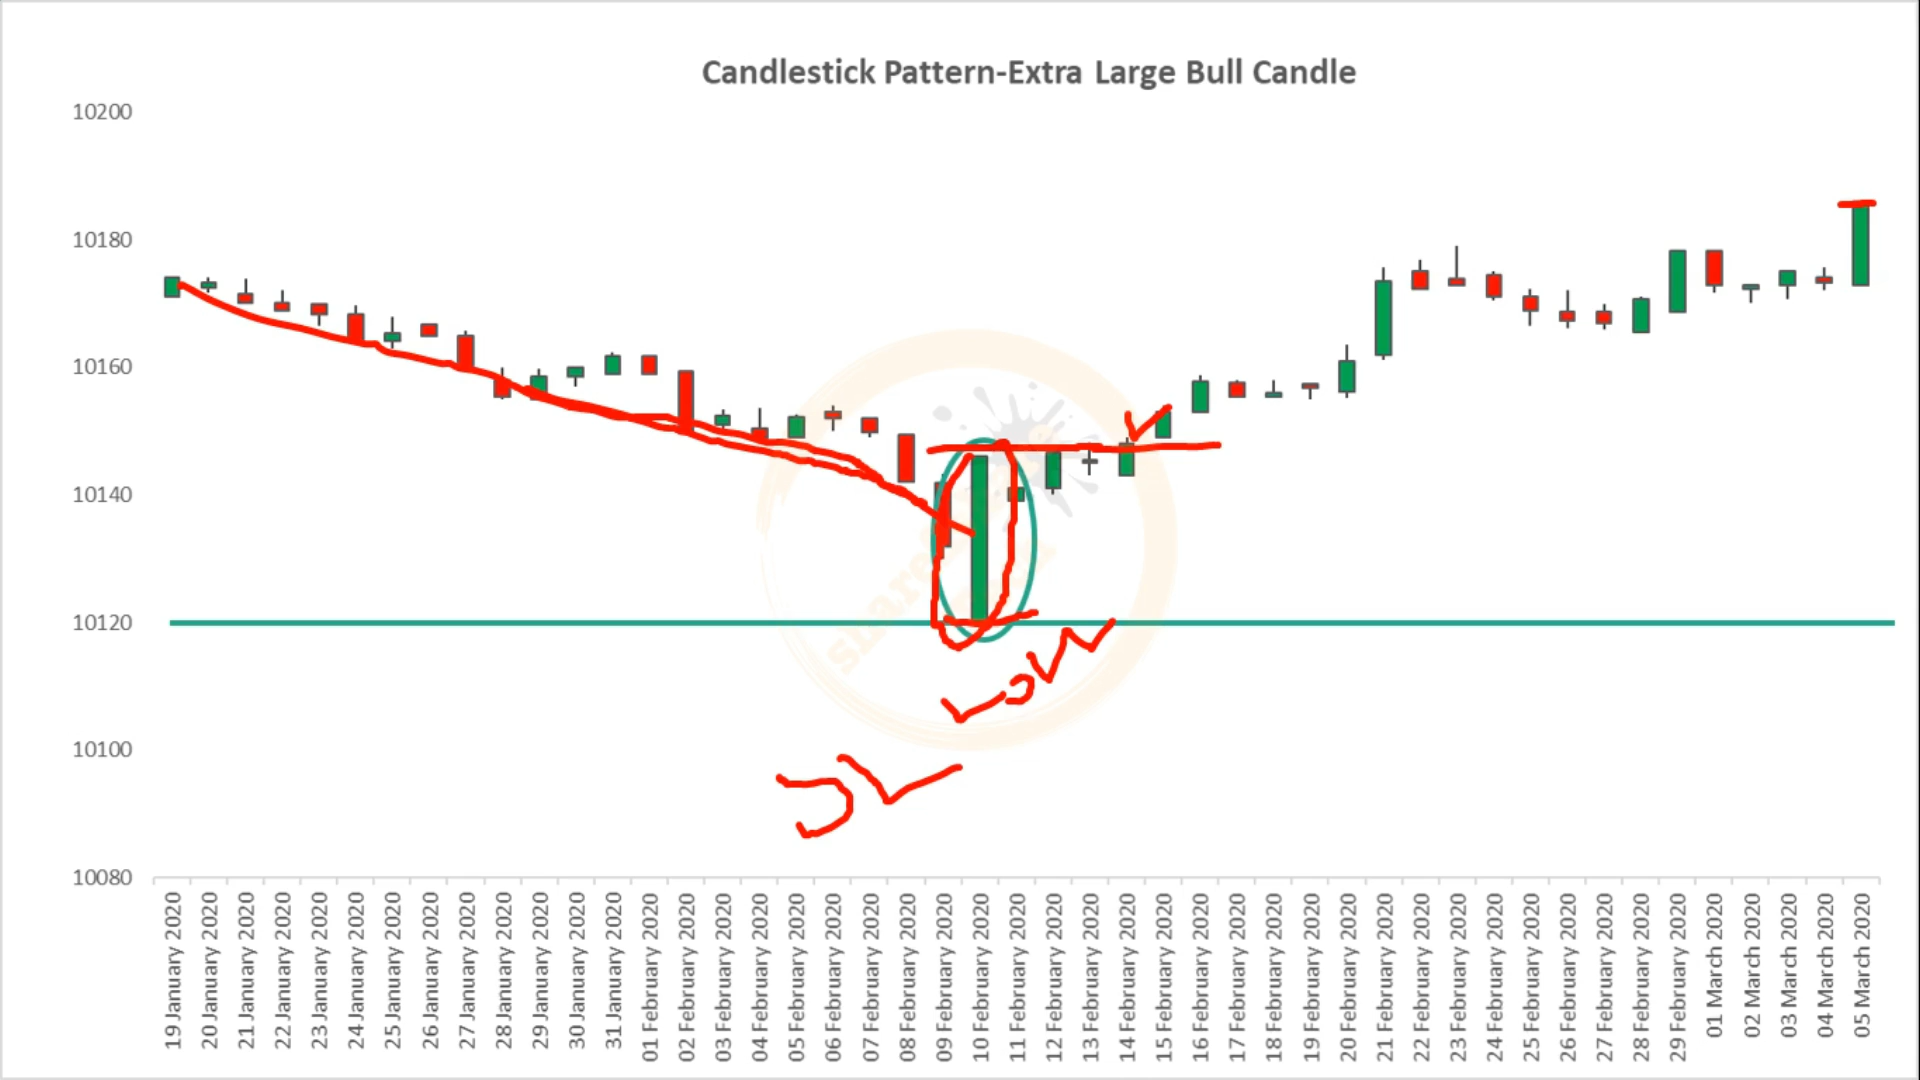 Candlestick Pattern-Extra Large Bull Candle
10200
10180
10160
10140
10120
10100
10080
LOW
SL
19 January 2020
20 January 2020
21 January 2020
22 January 2020
23 January 2020
24 January 2020
25 January 2020
26 January 2020
27 January 2020
28 January 2020
29 January 2020
30 January 2020
31 January 2020
01 February 2020
02 February 2020
03 February 2020
04 February 2020
05 February 2020
06 February 2020
07 February 2020
08 February 2020
09 February 2020
10 February 2020
11 February 2020
12 February 2020
13 February 2020
14 February 2020
15 February 2020
16 February 2020
17 February 2020
18 February 2020
19 February 2020
20 February 2020
21 February 2020
22 February 2020
23 February 2020
24 February 2020
25 February 2020
26 February 2020
27 February 2020
28 February 2020
29 February 2020
01 March 2020
02 March 2020
03 March 2020
04 March 2020
05 March 2020